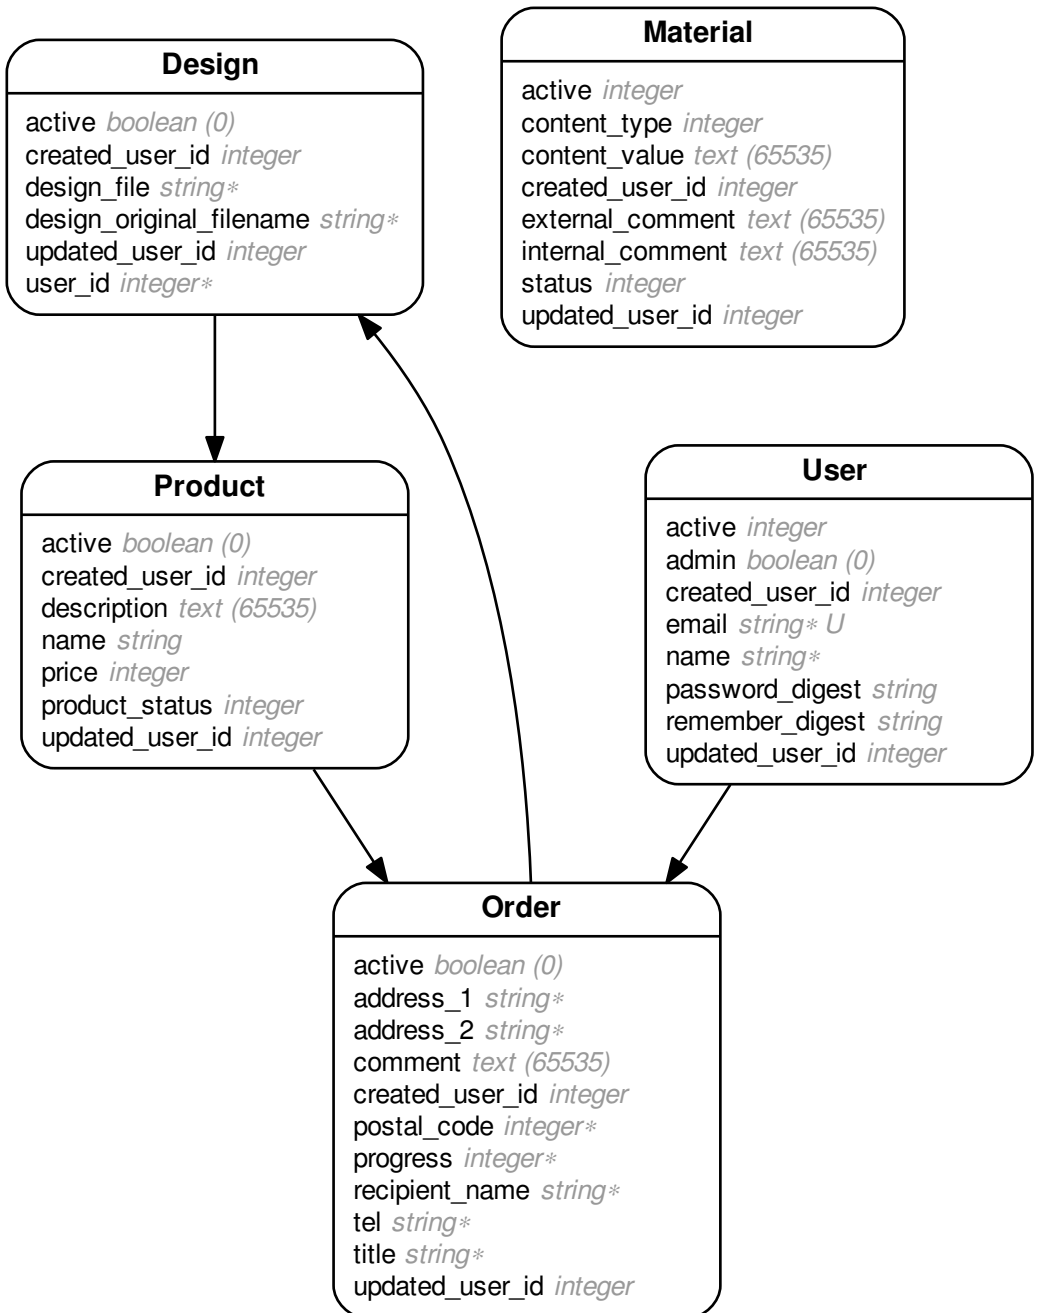 Design
active boolean (0)
created_user_id integer
design_file string∗
design_original_filename string∗
updated_user_id integer
user_id integer∗
Material
active integer
content_type integer
content_value text (65535)
created_user_id integer
external_comment text (65535)
internal_comment text (65535)
status integer
updated_user_id integer
Product
active boolean (0)
created_user_id integer
description text (65535)
name string
price integer
product_status integer
updated_user_id integer
User
active integer
admin boolean (0)
created_user_id integer
email string∗ U
name string∗
password_digest string
remember_digest string
updated_user_id integer
Order
active boolean (0)
address_1 string∗
address_2 string∗
comment text (65535)
created_user_id integer
postal_code integer∗
progress integer∗
recipient_name string∗
tel string∗
title string∗
updated_user_id integer